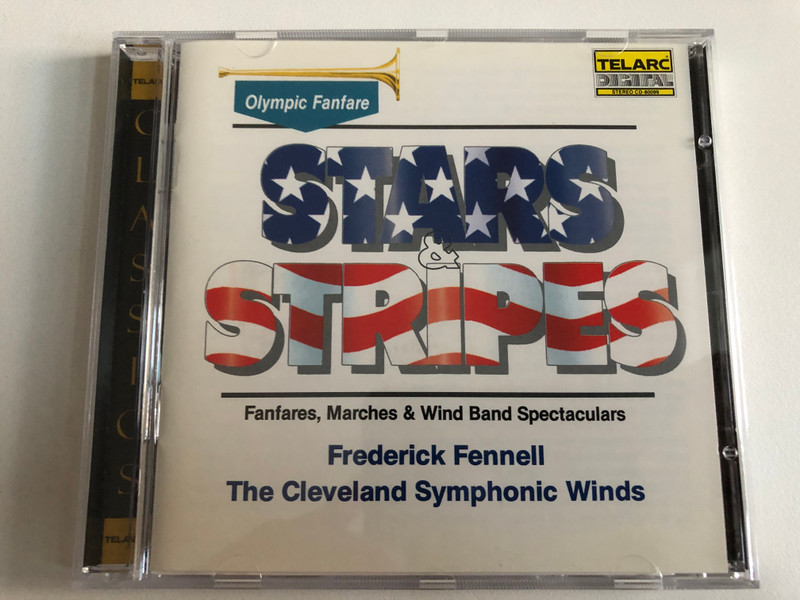 TELARC
CLASSICS
TELARC
Olympic Fanfare
TELARC
DIGITAL
STEREO CD-80099
STARS
&
STRIPES
Fanfares, Marches & Wind Band Spectaculars
Frederick Fennell
The Cleveland Symphonic Winds